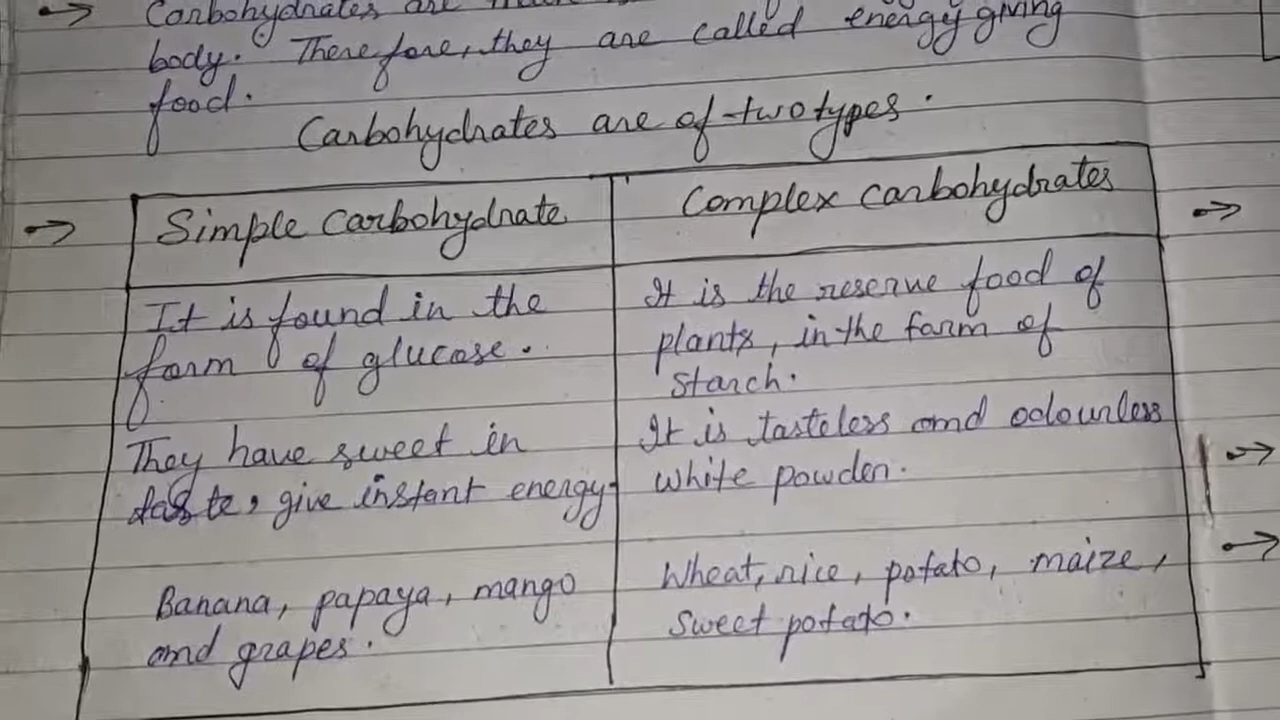 Carbohydrates are
body. Therefore, they are called energy giving
food.
Carbohydrates are of two types.
Simple Carbohydrate
Complex Carbohydrates
It is found in the
form of glucose.
It is the reserve food of
plants, in the form of
starch.
They have sweet in
taste, give instant energy
It is tasteless and odourless
white powder.
Banana, papaya, mango
and grapes.
Wheat, rice, potato, maize,
sweet potato.